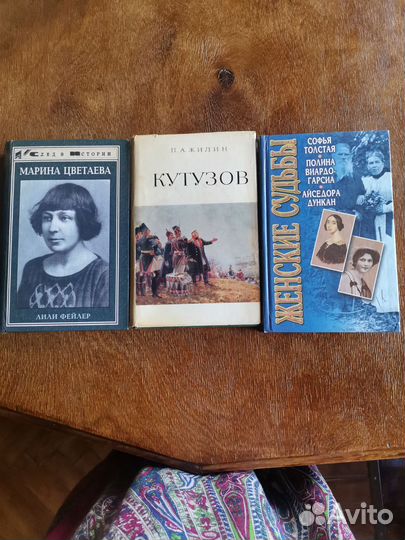 След в истории
МАРИНА ЦВЕТАЕВА
ЛИЛИ ФЕЙЛЕР
П. А. ЖИЛИН
КУТУЗОВ
ЖЕНСКИЕ СУДЬБЫ
СОФЬЯ
ТОЛСТАЯ
ПОЛИНА
ВИАРДО-
ГАРСИА
АЙСЕДОРА
ДУНКАН
Avito